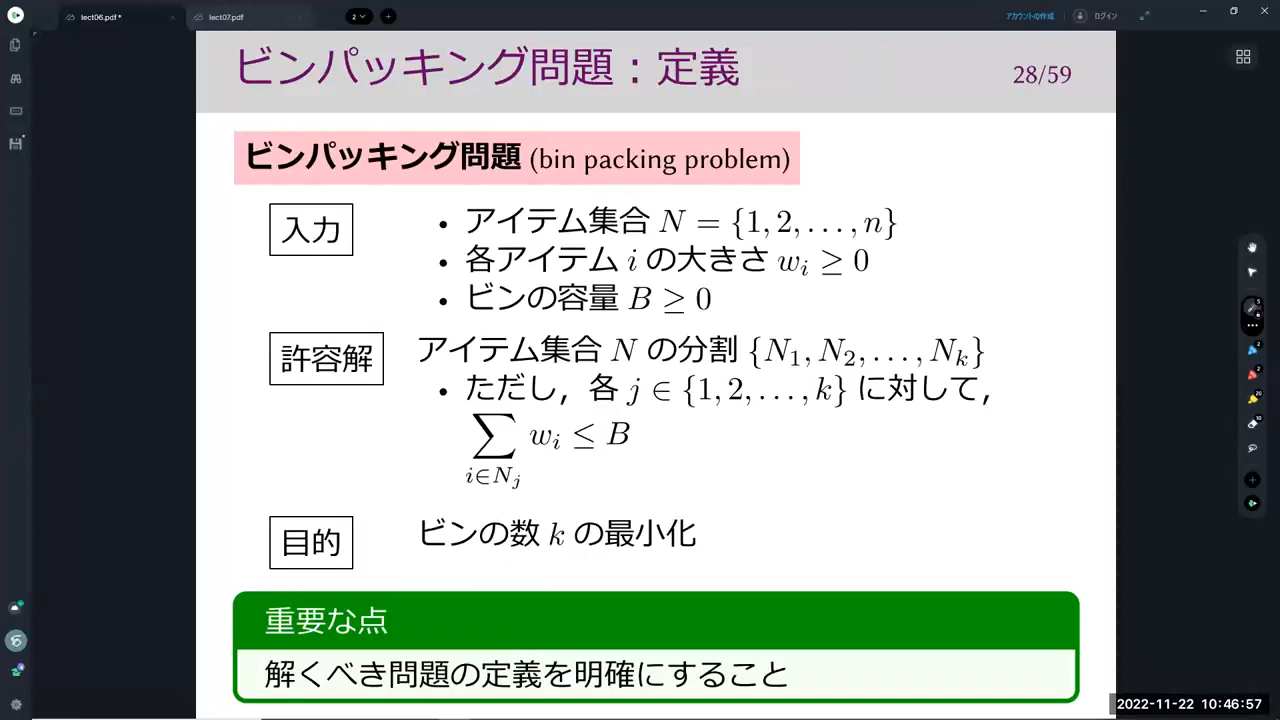 lect06.pdf *
lect07.pdf
2
アカウントの作成
ログイン
ビンパッキング問題:定義
28/59
ビンパッキング問題 (bin packing problem)
入力
• アイテム集合 N = {1, 2, . . . , n}
• 各アイテム i の大きさ w_i ≥ 0
• ビンの容量 B ≥ 0
許容解
アイテム集合 N の分割 {N_1, N_2, . . . , N_k}
• ただし,各 j ∈ {1, 2, . . . , k} に対して,
∑_{i∈N_j} w_i ≤ B
目的
ビンの数 k の最小化
重要な点
解くべき問題の定義を明確にすること
2022-11-22 10:46:57